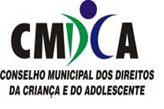 CMDCA
CONSELHO MUNICIPAL DOS DIREITOS
DA CRIANÇA E DO ADOLESCENTE